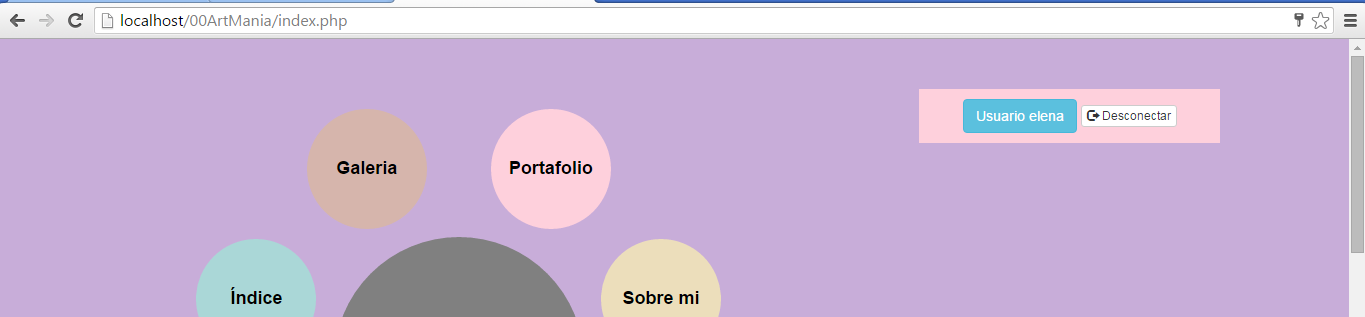 localhost/00ArtMania/index.php
Usuario elena Desconectar
Galeria Portafolio
Índice Sobre mi